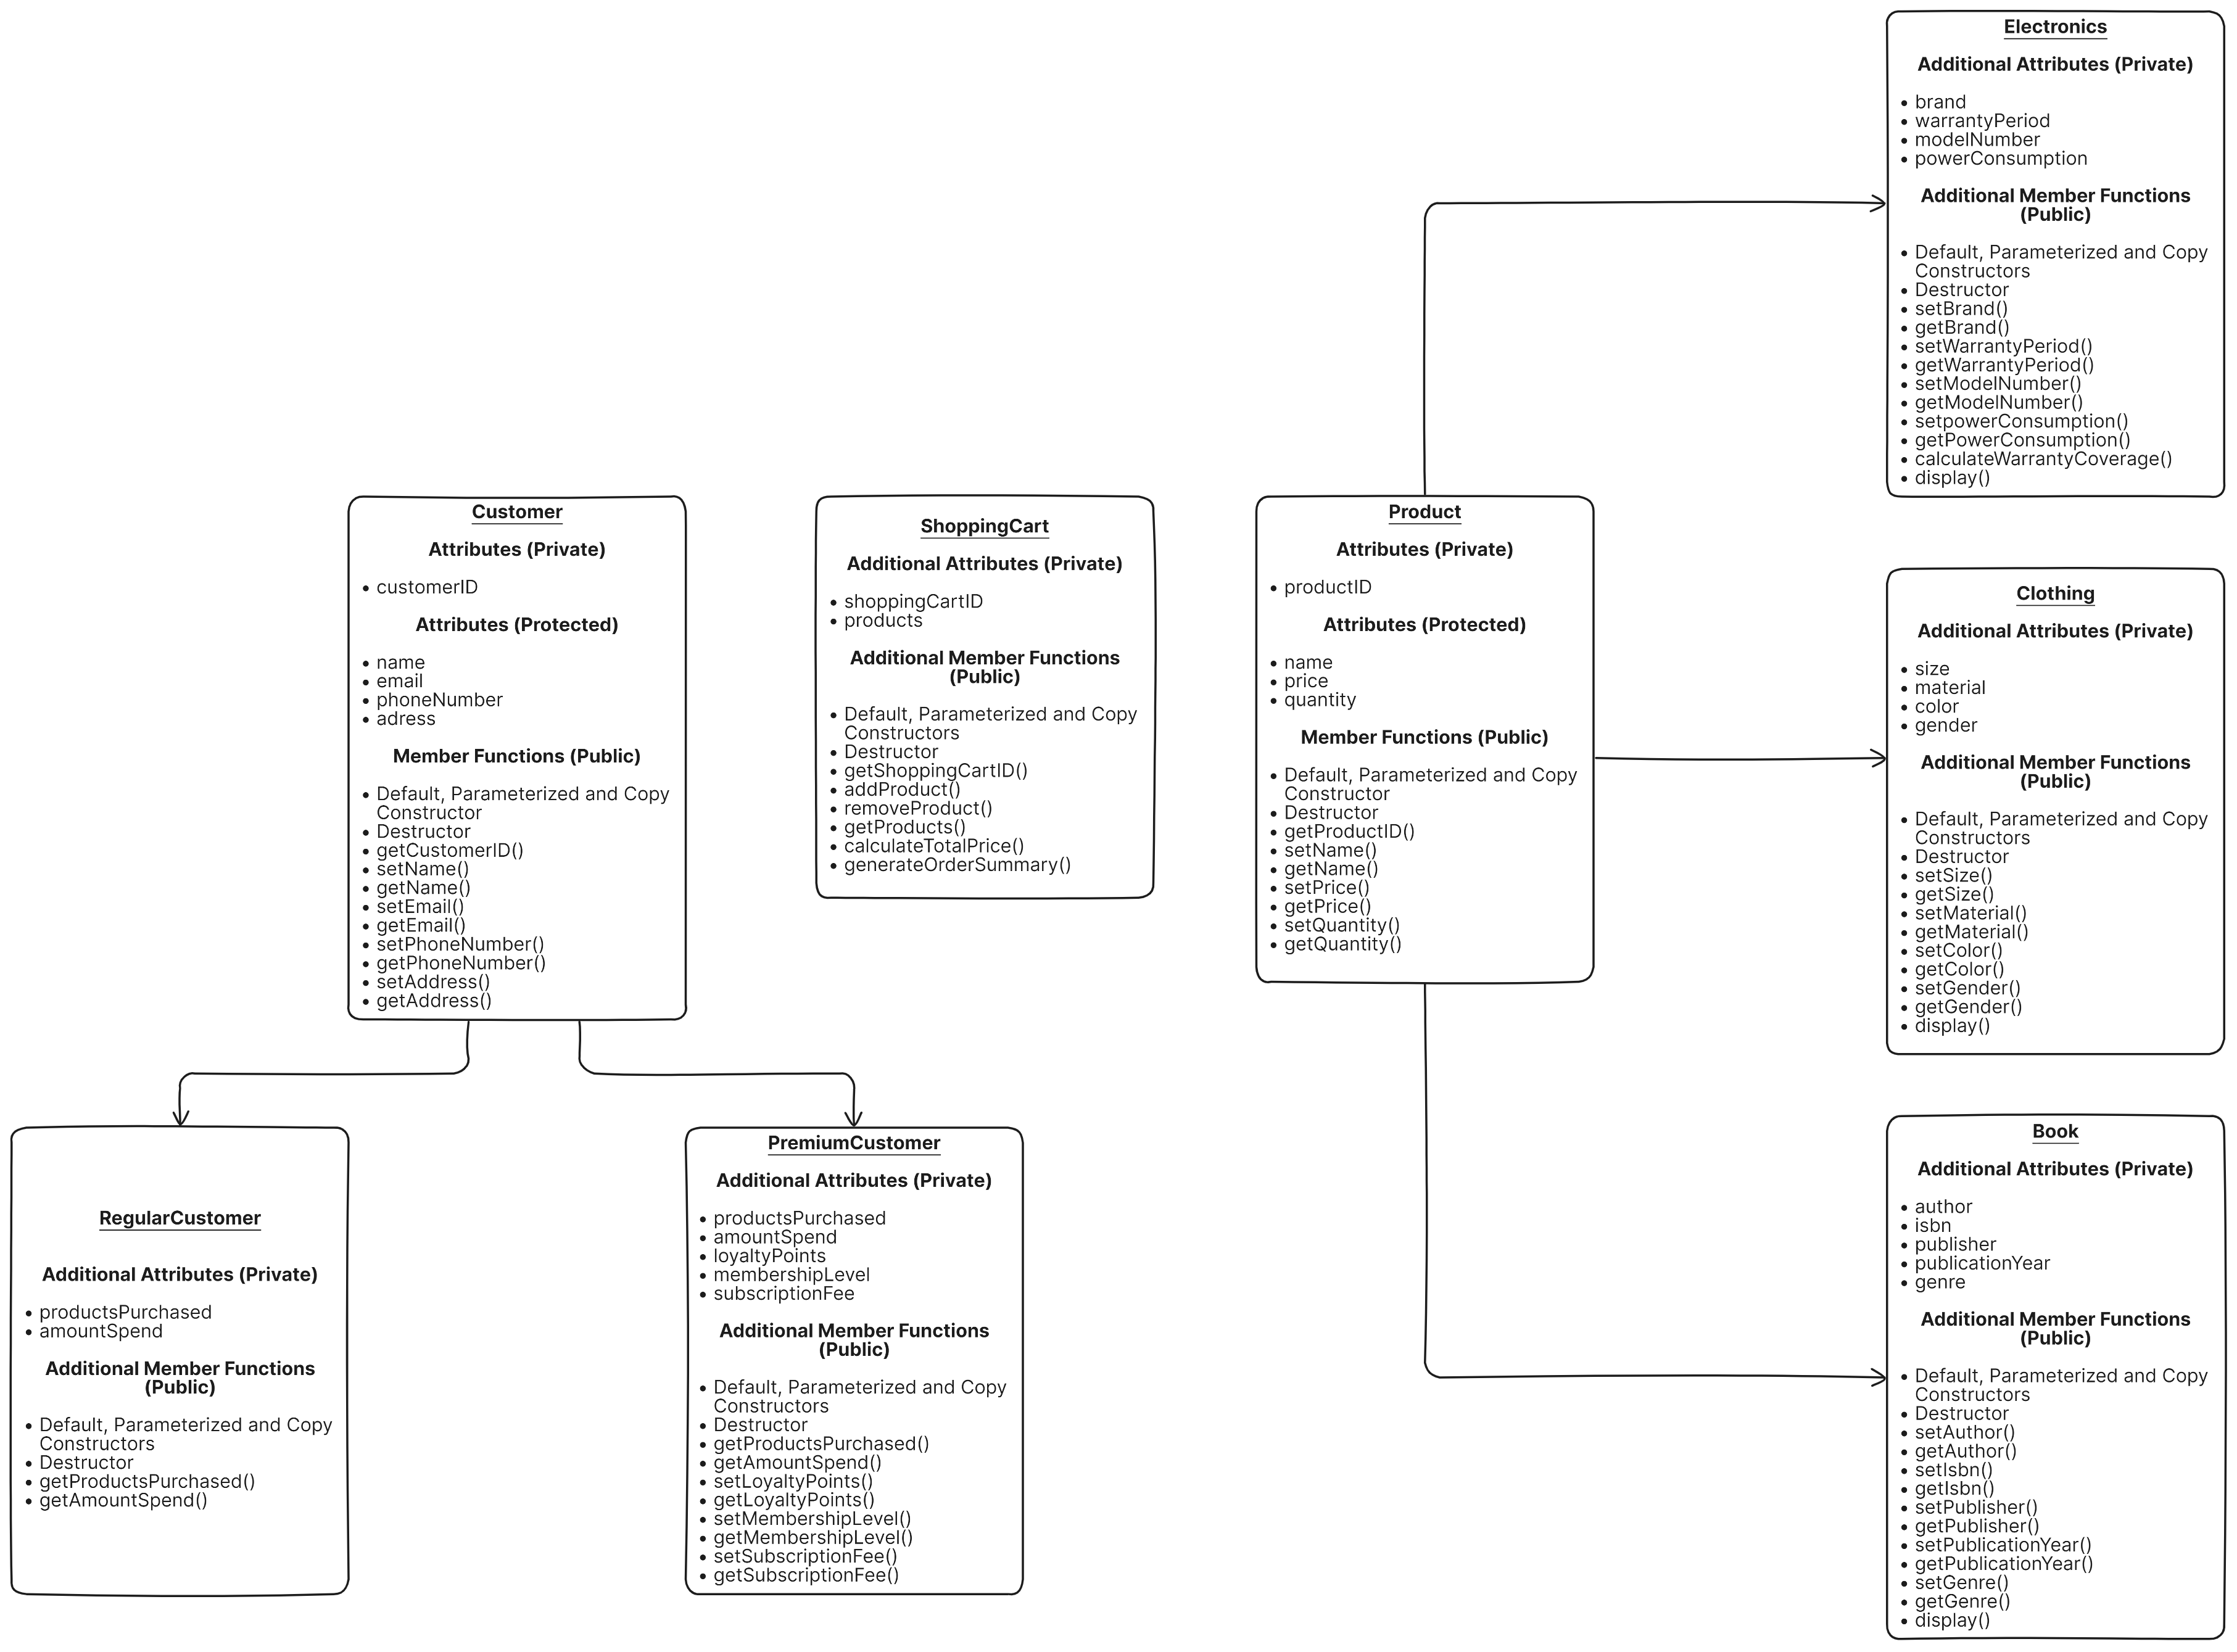 Electronics
Additional Attributes (Private)
brand
warrantyPeriod
modelNumber
powerConsumption
Additional Member Functions
(Public)
Default, Parameterized and Copy
Constructors
Destructor
setBrand()
getBrand()
setWarrantyPeriod()
getWarrantyPeriod()
setModelNumber()
getModelNumber()
setpowerConsumption()
getPowerConsumption()
calculateWarrantyCoverage()
display()
Customer
Attributes (Private)
customerID
Attributes (Protected)
name
email
phoneNumber
adress
Member Functions (Public)
Default, Parameterized and Copy
Constructor
Destructor
getCustomerID()
setName()
getName()
setEmail()
getEmail()
setPhoneNumber()
getPhoneNumber()
setAddress()
getAddress()
ShoppingCart
Additional Attributes (Private)
shoppingCartID
products
Additional Member Functions
(Public)
Default, Parameterized and Copy
Constructors
Destructor
getShoppingCartID()
addProduct()
removeProduct()
getProducts()
calculateTotalPrice()
generateOrderSummary()
Product
Attributes (Private)
productID
Attributes (Protected)
name
price
quantity
Member Functions (Public)
Default, Parameterized and Copy
Constructor
Destructor
getProductID()
setName()
getName()
setPrice()
getPrice()
setQuantity()
getQuantity()
Clothing
Additional Attributes (Private)
size
material
color
gender
Additional Member Functions
(Public)
Default, Parameterized and Copy
Constructors
Destructor
setSize()
getSize()
setMaterial()
getMaterial()
setColor()
getColor()
setGender()
getGender()
display()
RegularCustomer
Additional Attributes (Private)
productsPurchased
amountSpend
Additional Member Functions
(Public)
Default, Parameterized and Copy
Constructors
Destructor
getProductsPurchased()
getAmountSpend()
PremiumCustomer
Additional Attributes (Private)
productsPurchased
amountSpend
loyaltyPoints
membershipLevel
subscriptionFee
Additional Member Functions
(Public)
Default, Parameterized and Copy
Constructors
Destructor
getProductsPurchased()
getAmountSpend()
setLoyaltyPoints()
getLoyaltyPoints()
setMembershipLevel()
getMembershipLevel()
setSubscriptionFee()
getSubscriptionFee()
Book
Additional Attributes (Private)
author
isbn
publisher
publicationYear
genre
Additional Member Functions
(Public)
Default, Parameterized and Copy
Constructors
Destructor
setAuthor()
getAuthor()
setIsbn()
getIsbn()
setPublisher()
getPublisher()
setPublicationYear()
getPublicationYear()
setGenre()
getGenre()
display()